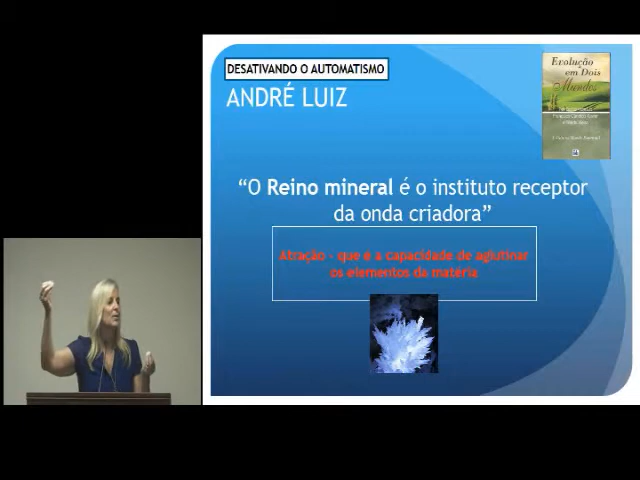 DESATIVANDO O AUTOMATISMO
ANDRÉ LUIZ
Evolução
em Dois
Mundos
“O Reino mineral é o instituto receptor
da onda criadora”
Atração - que é a capacidade de aglutinar
os elementos da matéria